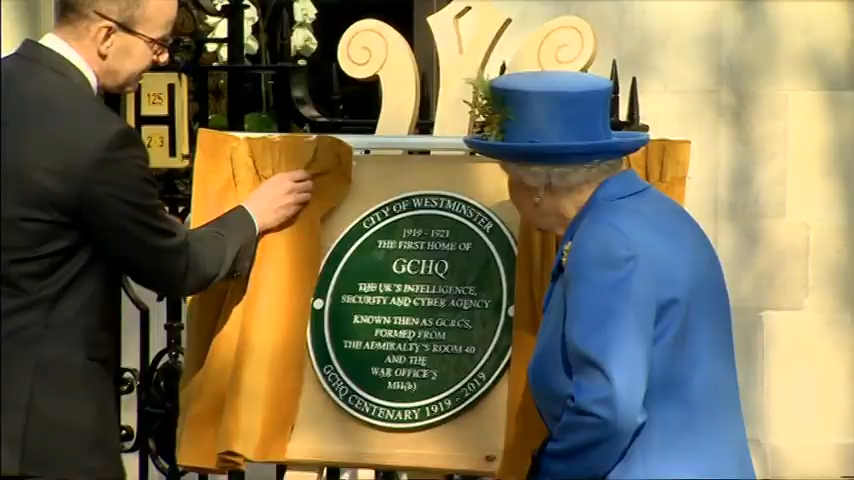 125
2-3
CITY OF WESTMINSTER
1919 - 1921
THE FIRST HOME OF
GCHQ
THE UK'S INTELLIGENCE,
SECURITY AND CYBER AGENCY
KNOWN THEN AS GC&CS,
FORMED FROM
THE ADMIRALTY'S ROOM 40
AND THE
WAR OFFICE'S
MI1(b)
GCHQ CENTENARY 1919 - 2019